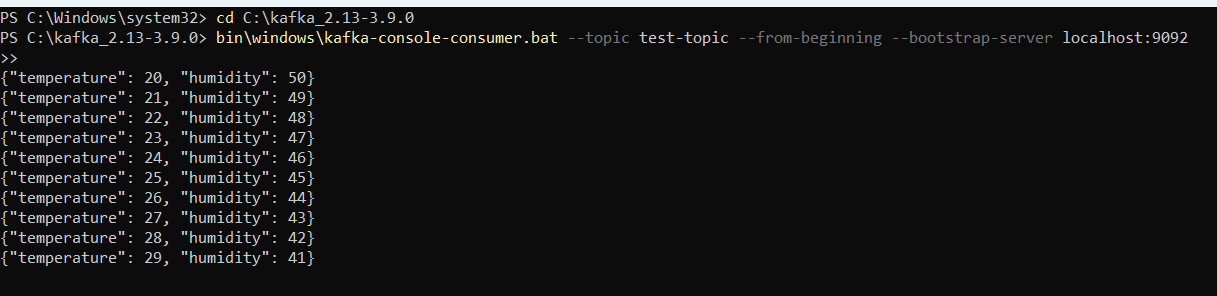 PS C:\Windows\system32> cd C:\kafka_2.13-3.9.0
PS C:\kafka_2.13-3.9.0> bin\windows\kafka-console-consumer.bat --topic test-topic --from-beginning --bootstrap-server localhost:9092
>>
{"temperature": 20, "humidity": 50}
{"temperature": 21, "humidity": 49}
{"temperature": 22, "humidity": 48}
{"temperature": 23, "humidity": 47}
{"temperature": 24, "humidity": 46}
{"temperature": 25, "humidity": 45}
{"temperature": 26, "humidity": 44}
{"temperature": 27, "humidity": 43}
{"temperature": 28, "humidity": 42}
{"temperature": 29, "humidity": 41}